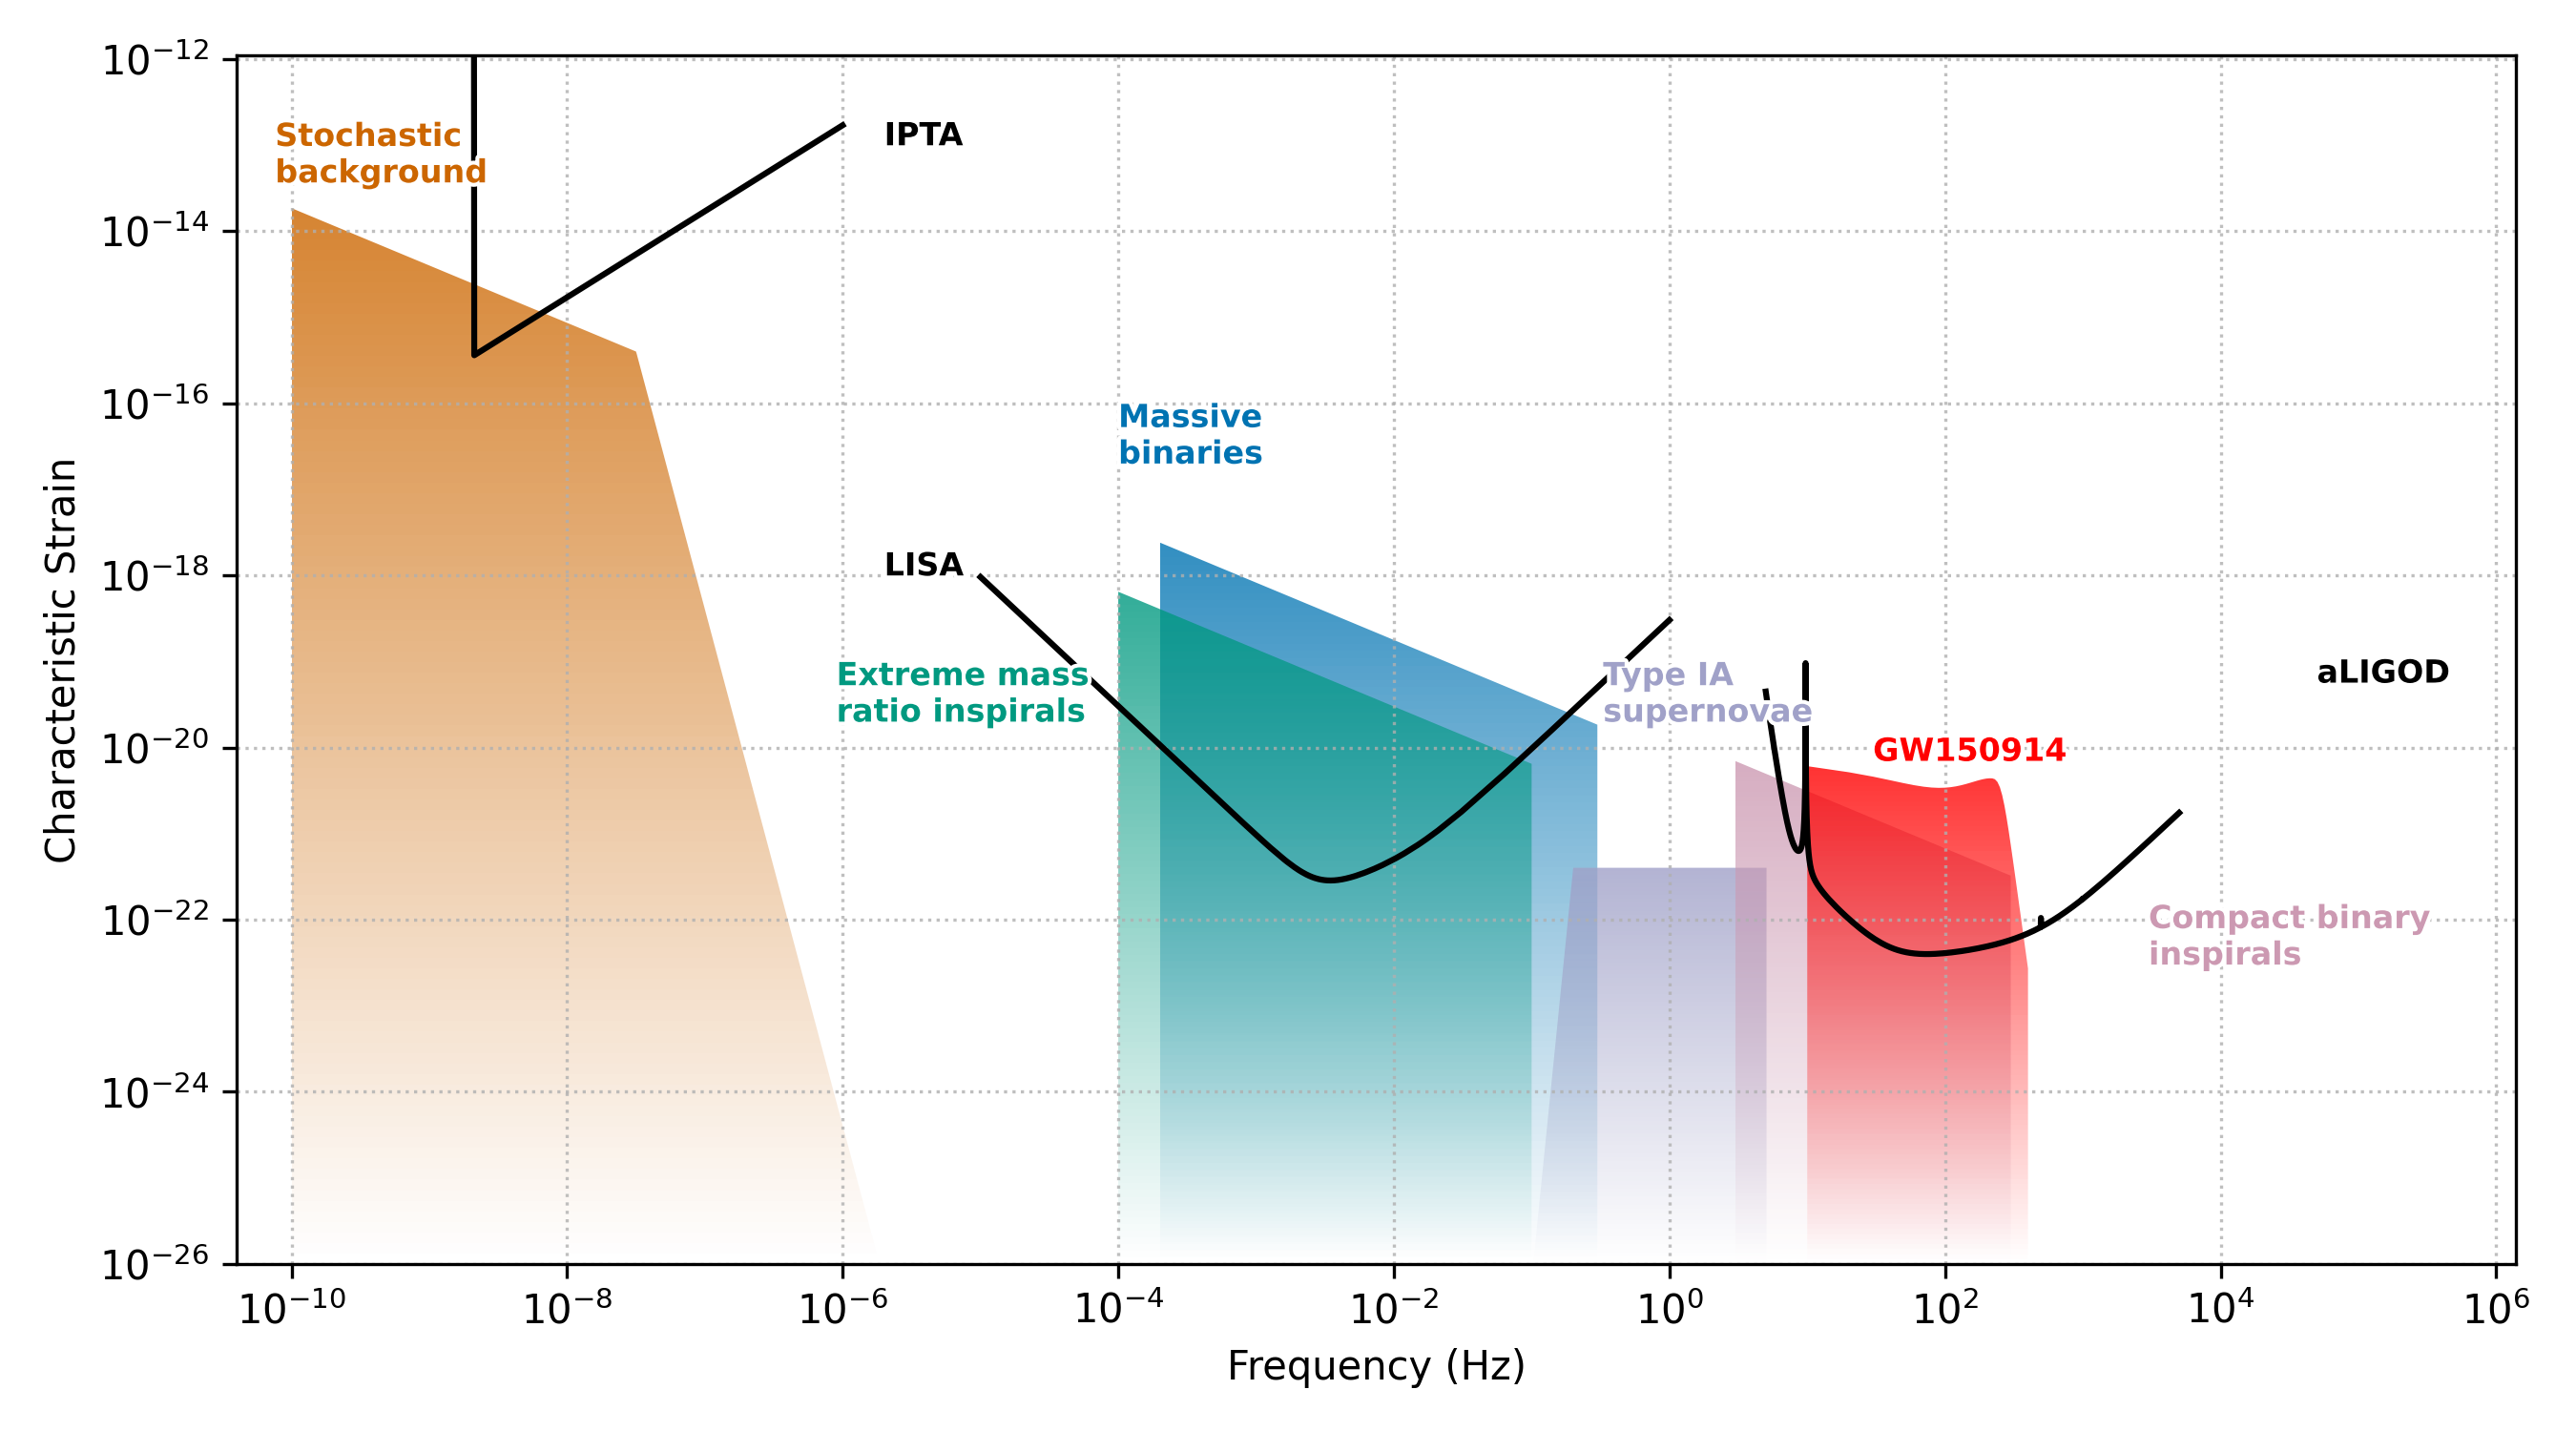 10⁻¹²
10⁻¹⁴
10⁻¹⁶
10⁻¹⁸
10⁻²⁰
10⁻²²
10⁻²⁴
10⁻²⁶
Characteristic Strain
Stochastic
background
IPTA
Massive
binaries
LISA
Extreme mass
ratio inspirals
Type IA
supernovae
aLIGOD
GW150914
Compact binary
inspirals
10⁻¹⁰
10⁻⁸
10⁻⁶
10⁻⁴
10⁻²
10⁰
10²
10⁴
10⁶
Frequency (Hz)